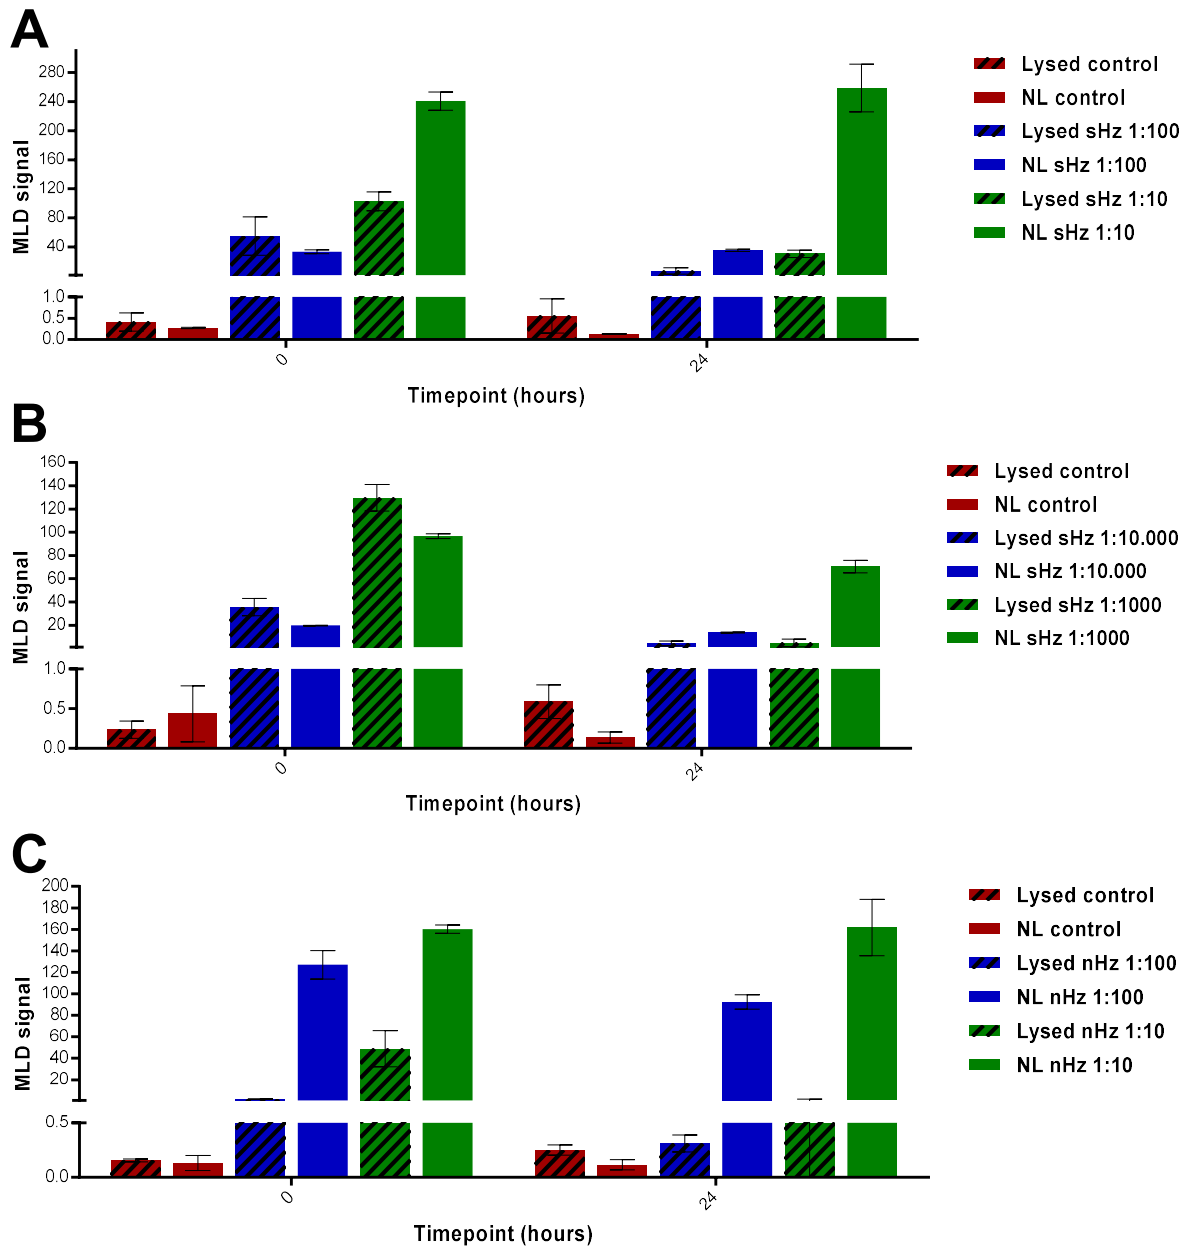 A
MLD signal
280
240
200
160
120
80
40
1.0
0.5
0.0
0
24
Timepoint (hours)
Lysed control
NL control
Lysed sHz 1:100
NL sHz 1:100
Lysed sHz 1:10
NL sHz 1:10
B
MLD signal
160
140
120
100
80
60
40
20
1.0
0.5
0.0
0
24
Timepoint (hours)
Lysed control
NL control
Lysed sHz 1:10.000
NL sHz 1:10.000
Lysed sHz 1:1000
NL sHz 1:1000
C
MLD signal
200
180
160
140
120
100
80
60
40
20
0.5
0.0
0
24
Timepoint (hours)
Lysed control
NL control
Lysed nHz 1:100
NL nHz 1:100
Lysed nHz 1:10
NL nHz 1:10